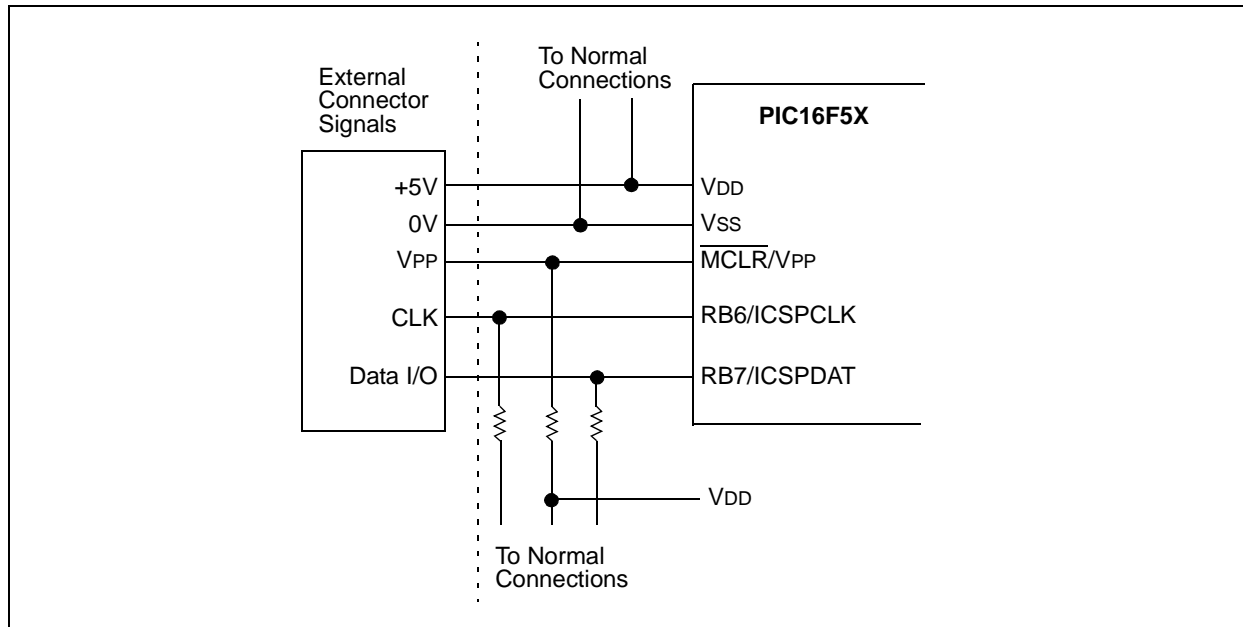 To Normal
Connections
External
Connector
Signals
PIC16F5X
+5V
VDD
0V
VSS
VPP
MCLR/VPP
CLK
RB6/ICSPCLK
Data I/O
RB7/ICSPDAT
VDD
To Normal
Connections